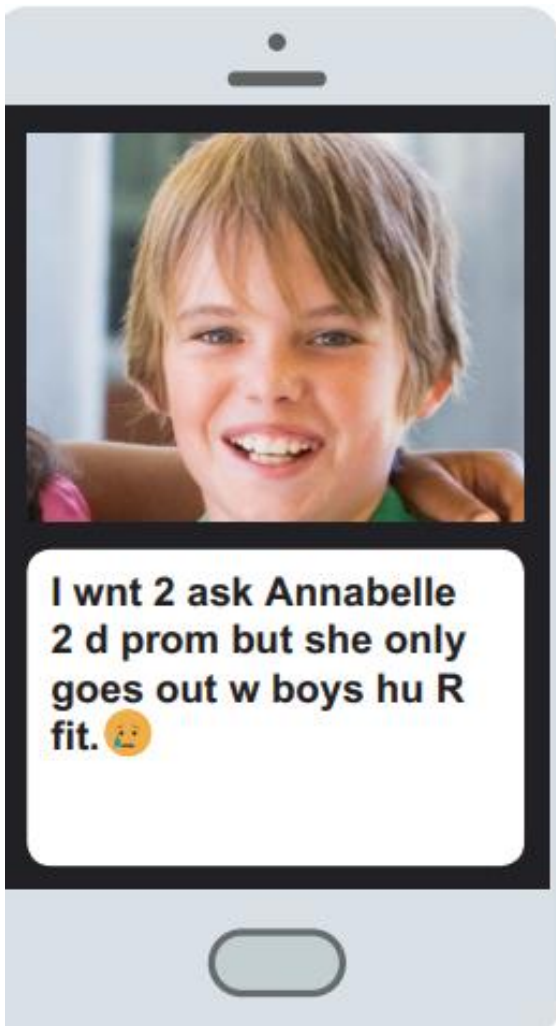 I wnt 2 ask Annabelle
2 d prom but she only
goes out w boys hu R
fit. 😢